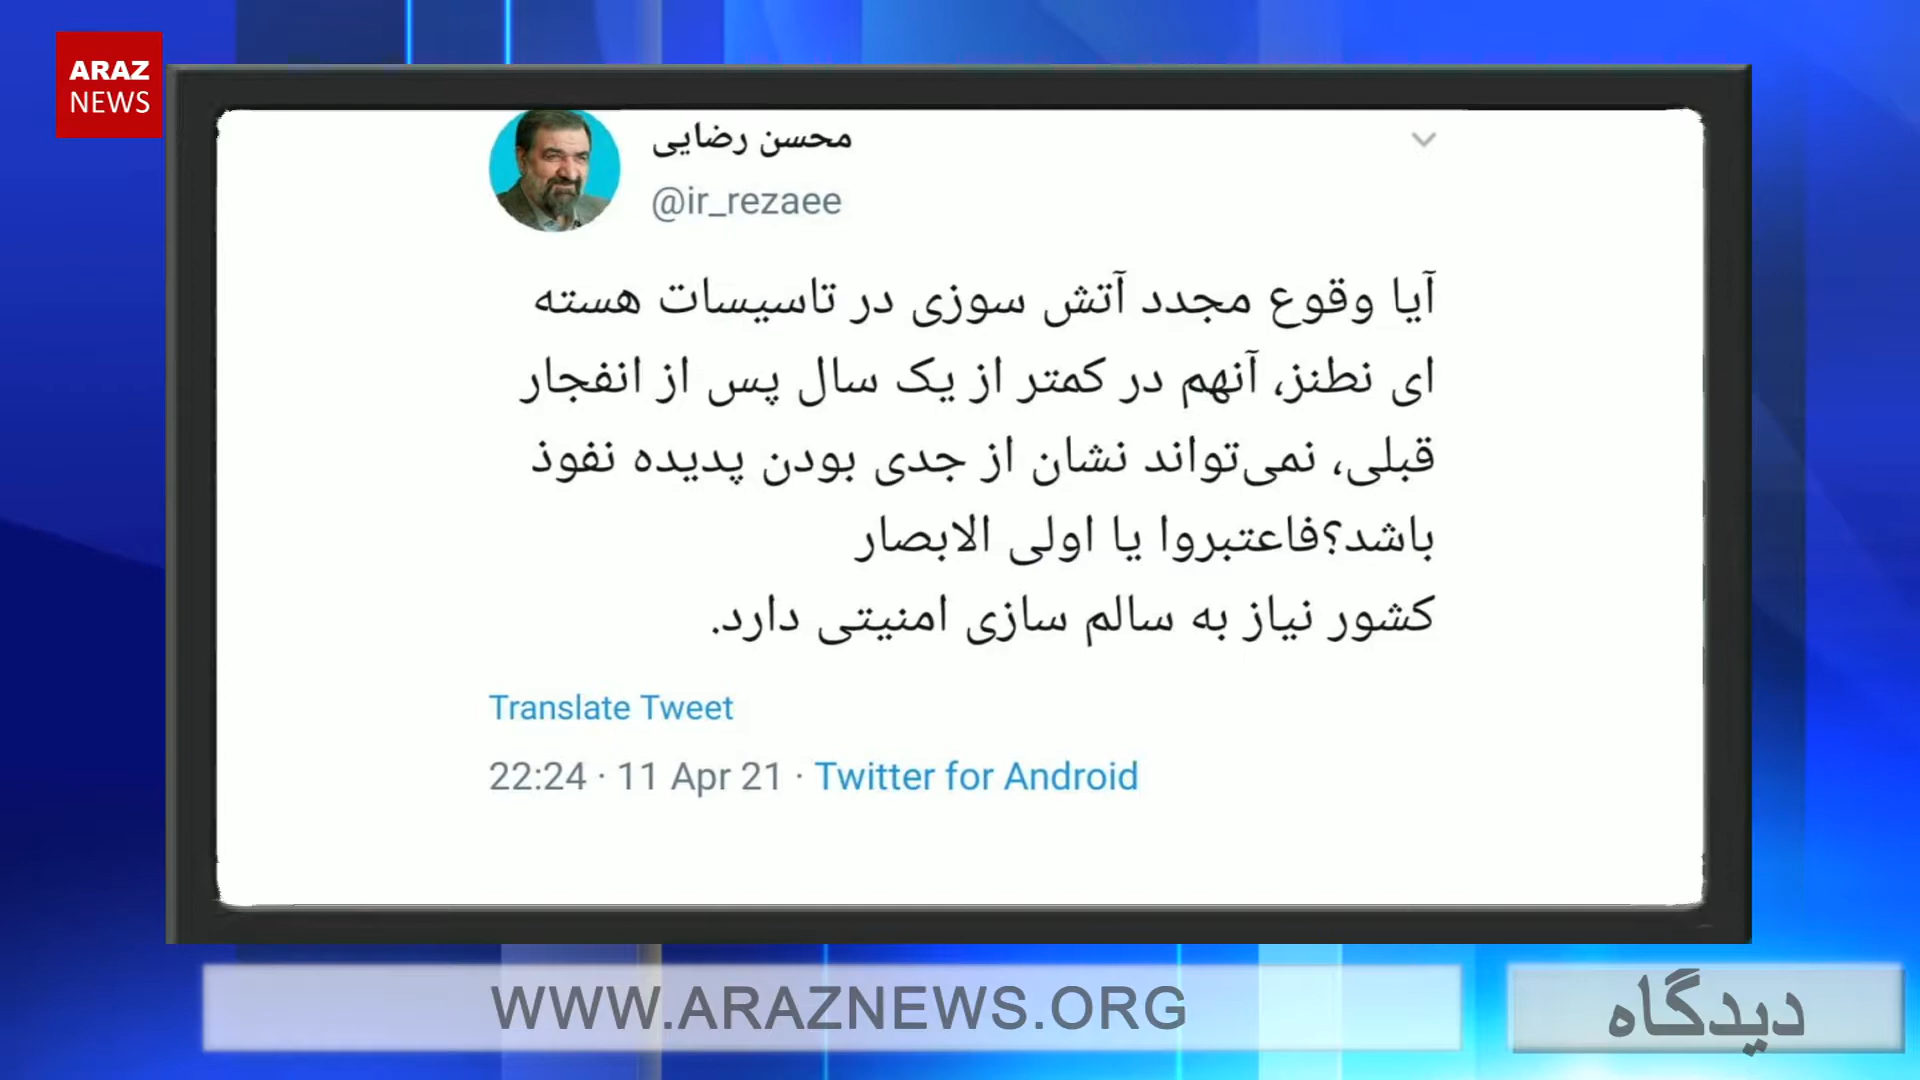 ARAZ
NEWS
محسن رضایی
@ir_rezaee
آیا وقوع مجدد آتش سوزی در تاسیسات هسته
ای نطنز، آنهم در کمتر از یک سال پس از انفجار
قبلی، نمی‌تواند نشان از جدی بودن پدیده نفوذ
باشد؟فاعتبروا یا اولی الابصار
کشور نیاز به سالم سازی امنیتی دارد.
Translate Tweet
22:24 · 11 Apr 21 · Twitter for Android
WWW.ARAZNEWS.ORG
دیدگاه